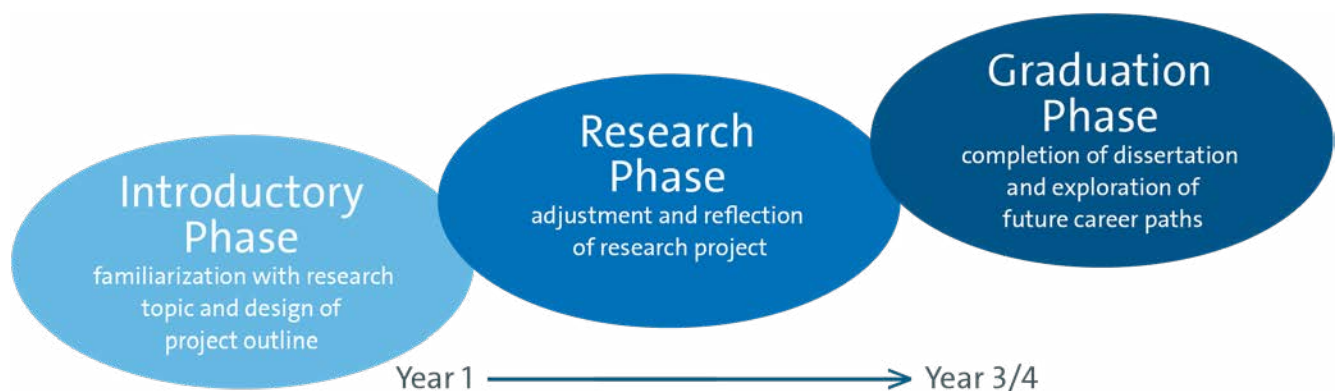 Introductory
Phase
familiarization with research
topic and design of
project outline
Research
Phase
adjustment and reflection
of research project
Graduation
Phase
completion of dissertation
and exploration of
future career paths
Year 1
Year 3/4